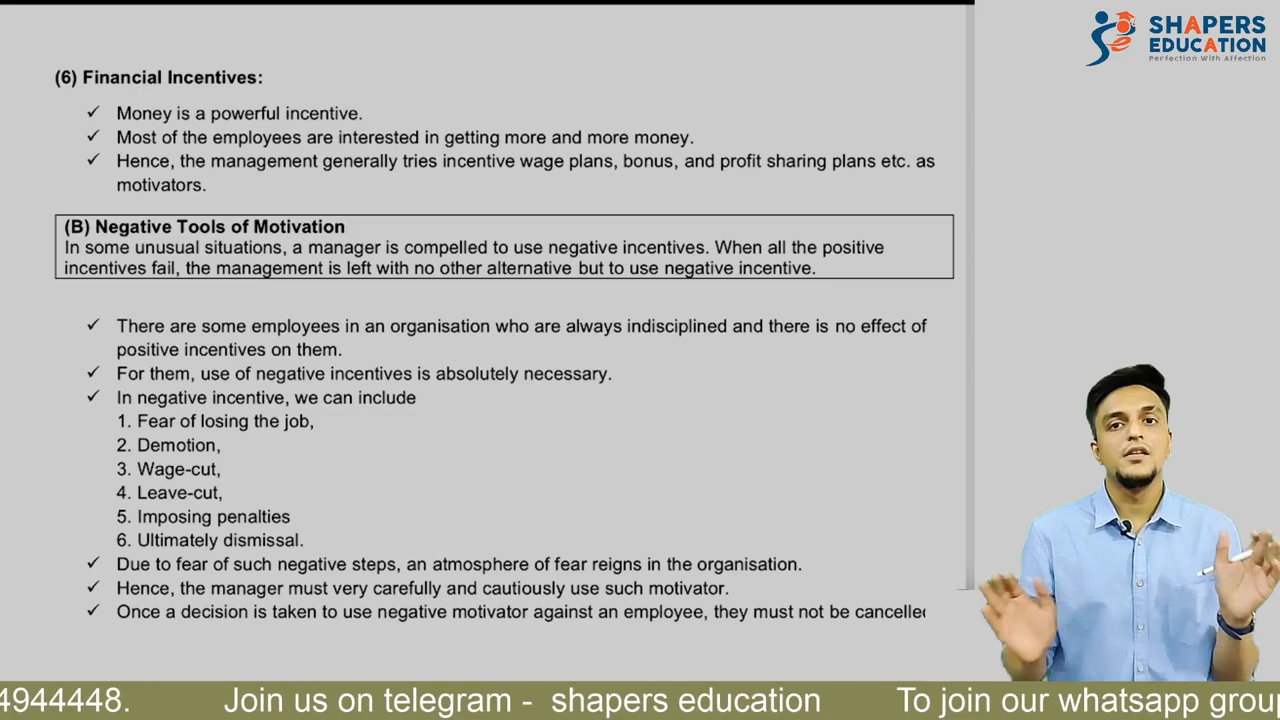 SHAPERS
EDUCATION
Perfection With Affection
(6) Financial Incentives:
✓ Money is a powerful incentive.
✓ Most of the employees are interested in getting more and more money.
✓ Hence, the management generally tries incentive wage plans, bonus, and profit sharing plans etc. as
motivators.
(B) Negative Tools of Motivation
In some unusual situations, a manager is compelled to use negative incentives. When all the positive
incentives fail, the management is left with no other alternative but to use negative incentive.
✓ There are some employees in an organisation who are always indisciplined and there is no effect of
positive incentives on them.
✓ For them, use of negative incentives is absolutely necessary.
✓ In negative incentive, we can include
1. Fear of losing the job,
2. Demotion,
3. Wage-cut,
4. Leave-cut,
5. Imposing penalties
6. Ultimately dismissal.
✓ Due to fear of such negative steps, an atmosphere of fear reigns in the organisation.
✓ Hence, the manager must very carefully and cautiously use such motivator.
✓ Once a decision is taken to use negative motivator against an employee, they must not be cancelled
4944448. Join us on telegram - shapers education To join our whatsapp group